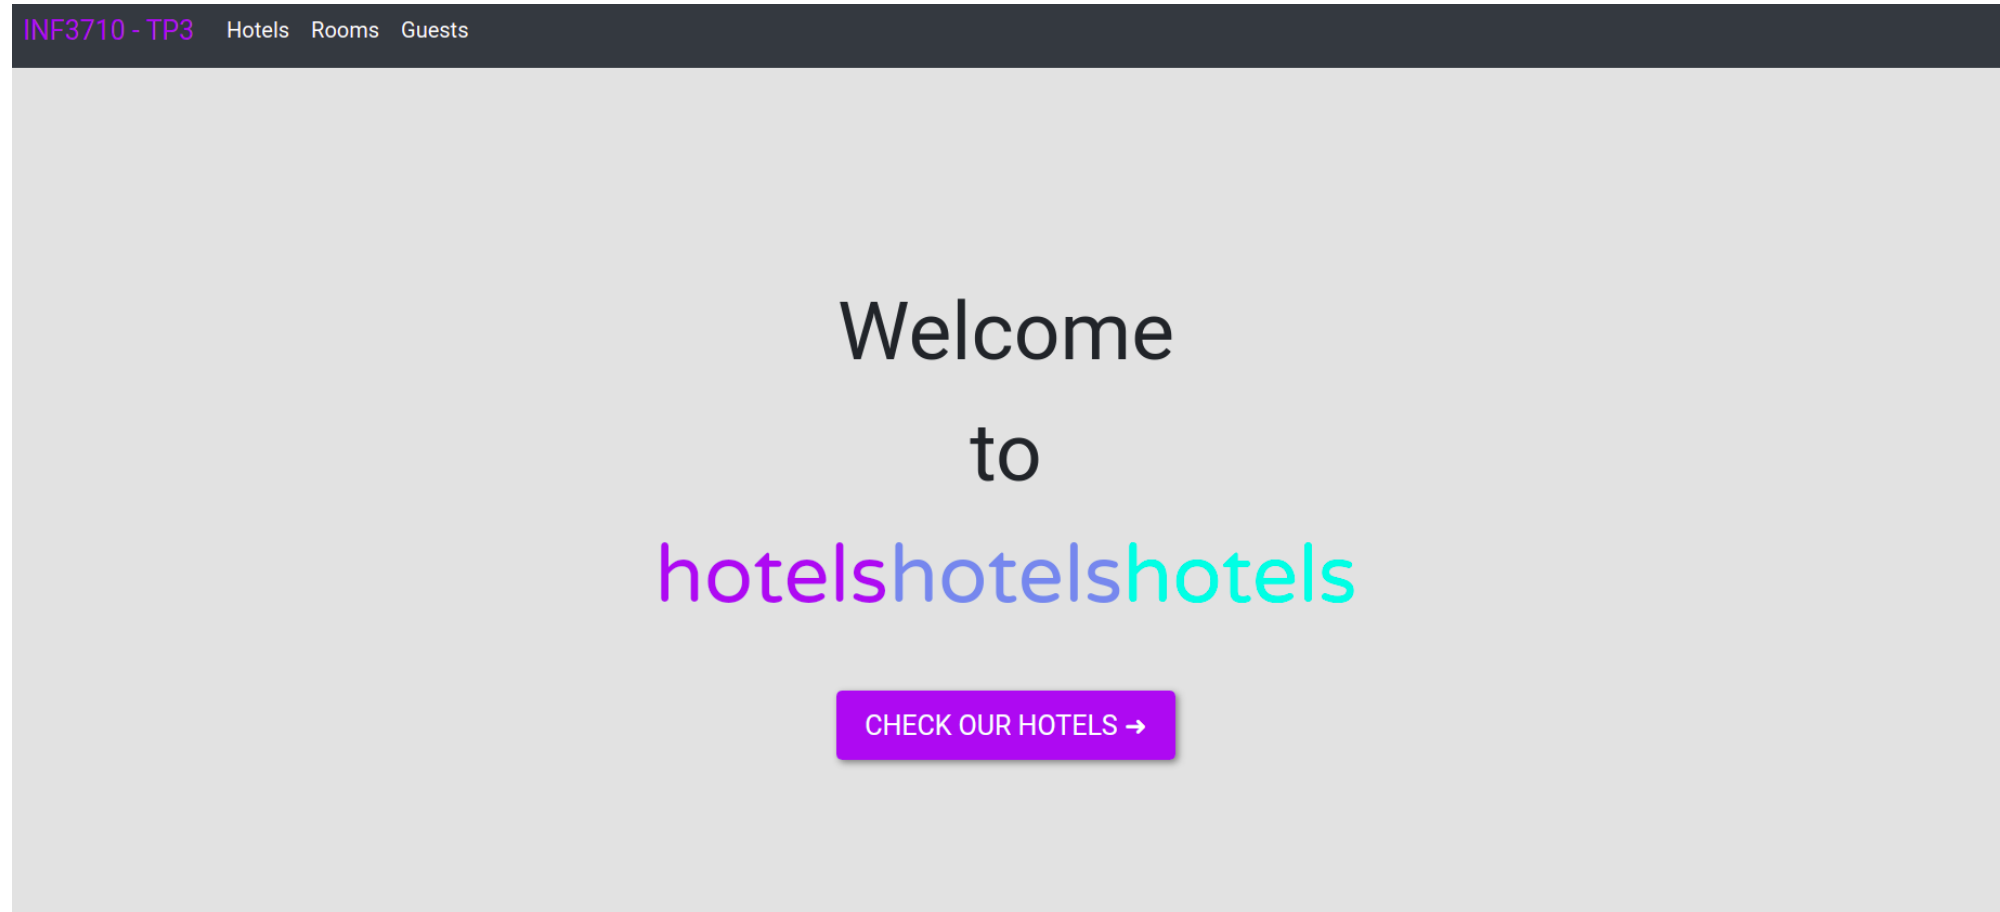 INF3710 - TP3 Hotels Rooms Guests
Welcome
to
hotelshotelshotels
CHECK OUR HOTELS ➔